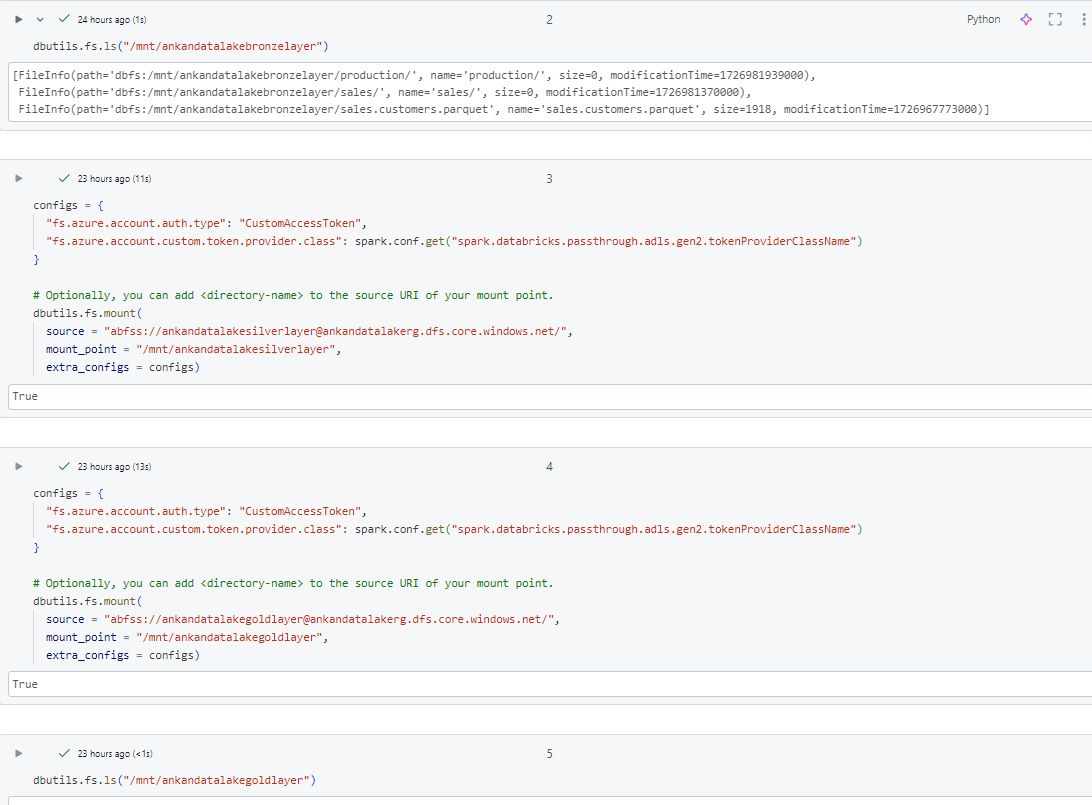 24 hours ago (1s)
2
Python
dbutils.fs.ls("/mnt/ankandatalakebronzelayer")
[FileInfo(path='dbfs:/mnt/ankandatalakebronzelayer/production/', name='production/', size=0, modificationTime=1726981939000),
FileInfo(path='dbfs:/mnt/ankandatalakebronzelayer/sales/', name='sales/', size=0, modificationTime=1726981370000),
FileInfo(path='dbfs:/mnt/ankandatalakebronzelayer/sales.customers.parquet', name='sales.customers.parquet', size=1918, modificationTime=1726967773000)]
23 hours ago (11s)
3
configs = {
"fs.azure.account.auth.type": "CustomAccessToken",
"fs.azure.account.custom.token.provider.class": spark.conf.get("spark.databricks.passthrough.adls.gen2.tokenProviderClassName")
}
# Optionally, you can add <directory-name> to the source URI of your mount point.
dbutils.fs.mount(
source = "abfss://ankandatalakesilverlayer@ankandatalakerg.dfs.core.windows.net/",
mount_point = "/mnt/ankandatalakesilverlayer",
extra_configs = configs)
True
23 hours ago (13s)
4
configs = {
"fs.azure.account.auth.type": "CustomAccessToken",
"fs.azure.account.custom.token.provider.class": spark.conf.get("spark.databricks.passthrough.adls.gen2.tokenProviderClassName")
}
# Optionally, you can add <directory-name> to the source URI of your mount point.
dbutils.fs.mount(
source = "abfss://ankandatalakegoldlayer@ankandatalakerg.dfs.core.windows.net/",
mount_point = "/mnt/ankandatalakegoldlayer",
extra_configs = configs)
True
23 hours ago (<1s)
5
dbutils.fs.ls("/mnt/ankandatalakegoldlayer")